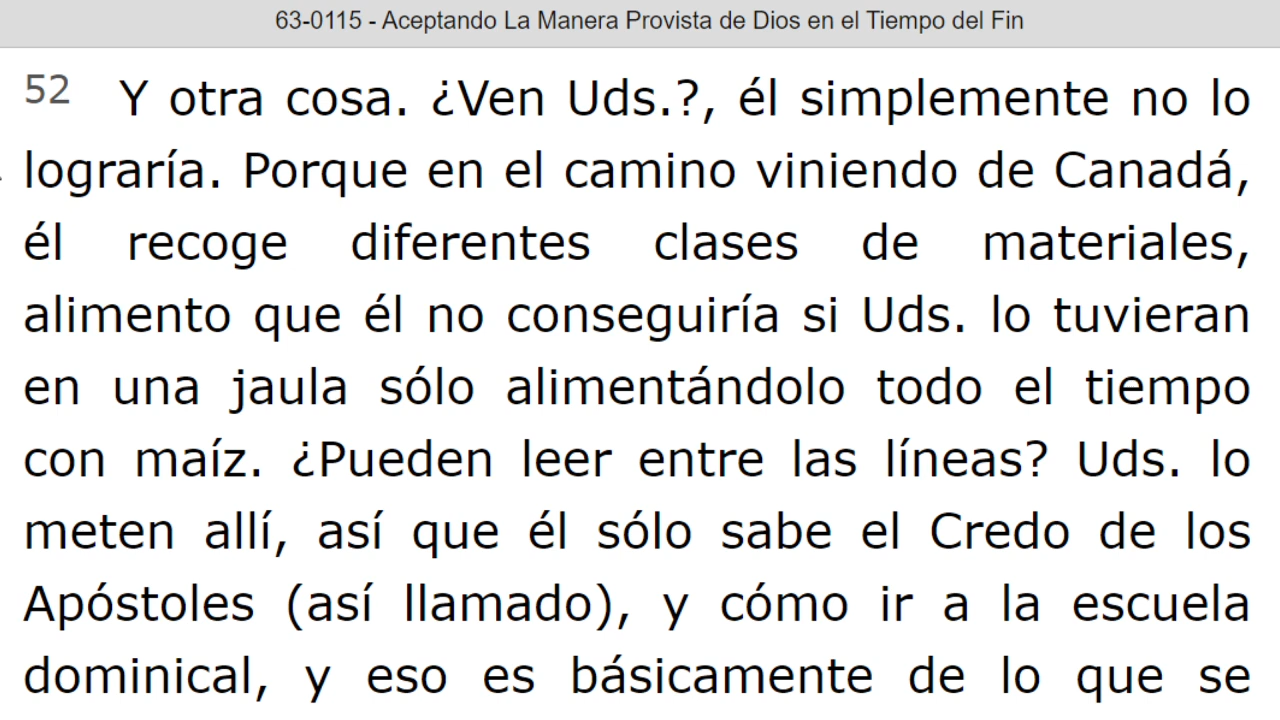 63-0115 - Aceptando La Manera Provista de Dios en el Tiempo del Fin
52 Y otra cosa. ¿Ven Uds.?, él simplemente no lo
lograría. Porque en el camino viniendo de Canadá,
él recoge diferentes clases de materiales,
alimento que él no conseguiría si Uds. lo tuvieran
en una jaula sólo alimentándolo todo el tiempo
con maíz. ¿Pueden leer entre las líneas? Uds. lo
meten allí, así que él sólo sabe el Credo de los
Apóstoles (así llamado), y cómo ir a la escuela
dominical, y eso es básicamente de lo que se